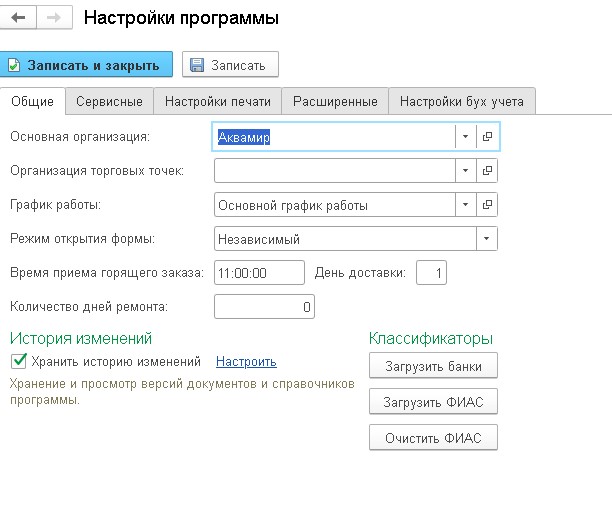 Настройки программы
Записать и закрыть Записать
Общие Сервисные Настройки печати Расширенные Настройки бух учета
Основная организация: Аквамир
Организация торговых точек:
График работы: Основной график работы
Режим открытия формы: Независимый
Время приема горящего заказа: 11:00:00 День доставки: 1
Количество дней ремонта: 0
История изменений Классификаторы
Хранить историю изменений Настроить Загрузить банки
Хранение и просмотр версий документов и справочников
программы.
Загрузить ФИАС
Очистить ФИАС